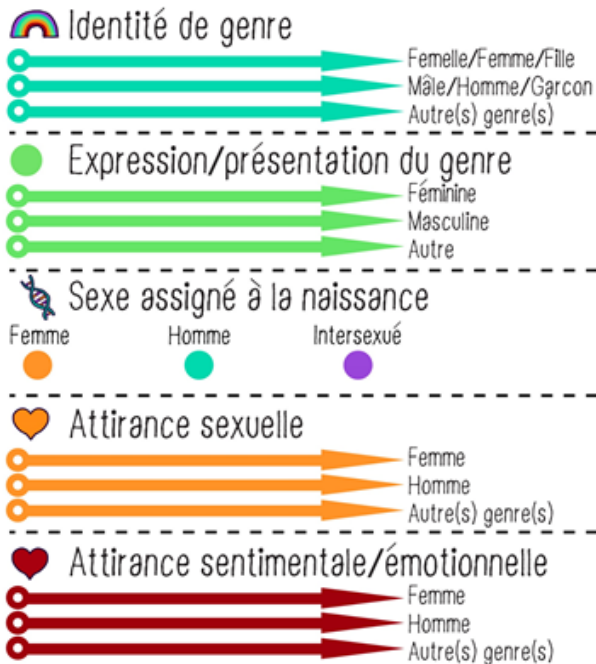 Identité de genre
Femelle/Femme/Fille
Mâle/Homme/Garcon
Autre(s) genre(s)
Expression/présentation du genre
Féminine
Masculine
Autre
Sexe assigné à la naissance
Femme Homme Intersexué
Attirance sexuelle
Femme
Homme
Autre(s) genre(s)
Attirance sentimentale/émotionnelle
Femme
Homme
Autre(s) genre(s)